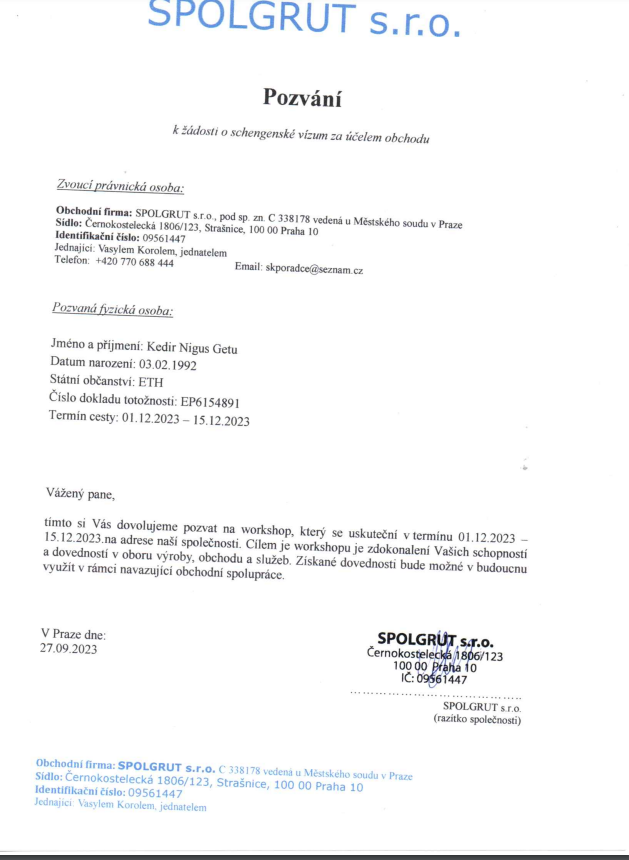 SPOLGRUT s.r.o.
Pozvání
k žádosti o schengenské vízum za účelem obchodu
Zvoucí právnická osoba:
Obchodní firma: SPOLGRUT s.r.o., pod sp. zn. C 338178 vedená u Městského soudu v Praze
Sídlo: Černokostelecká 1806/123, Strašnice, 100 00 Praha 10
Identifikační číslo: 09561447
Jednající: Vasylem Korolem, jednatelem
Telefon: +420 770 688 444 Email: skporadce@seznam.cz
Pozvaná fyzická osoba:
Jméno a příjmení: Kedir Nigus Getu
Datum narození: 03.02.1992
Státní občanství: ETH
Číslo dokladu totožnosti: EP6154891
Termín cesty: 01.12.2023 – 15.12.2023
Vážený pane,
tímto si Vás dovolujeme pozvat na workshop, který se uskuteční v termínu 01.12.2023 –
15.12.2023.na adrese naší společnosti. Cílem je workshopu je zdokonalení Vašich schopností
a dovedností v oboru výroby, obchodu a služeb. Získané dovednosti bude možné v budoucnu
využít v rámci navazující obchodní spolupráce.
V Praze dne:
27.09.2023
SPOLGRUT s.r.o.
Černokostelecká 1806/123
100 00 Praha 10
IČ: 09561447
SPOLGRUT s.r.o.
(razítko společnosti)
Obchodní firma: SPOLGRUT s.r.o. C 338178 vedená u Městského soudu v Praze
Sídlo: Černokostelecká 1806/123, Strašnice, 100 00 Praha 10
Identifikační číslo: 09561447
Jednající: Vasylem Korolem, jednatelem